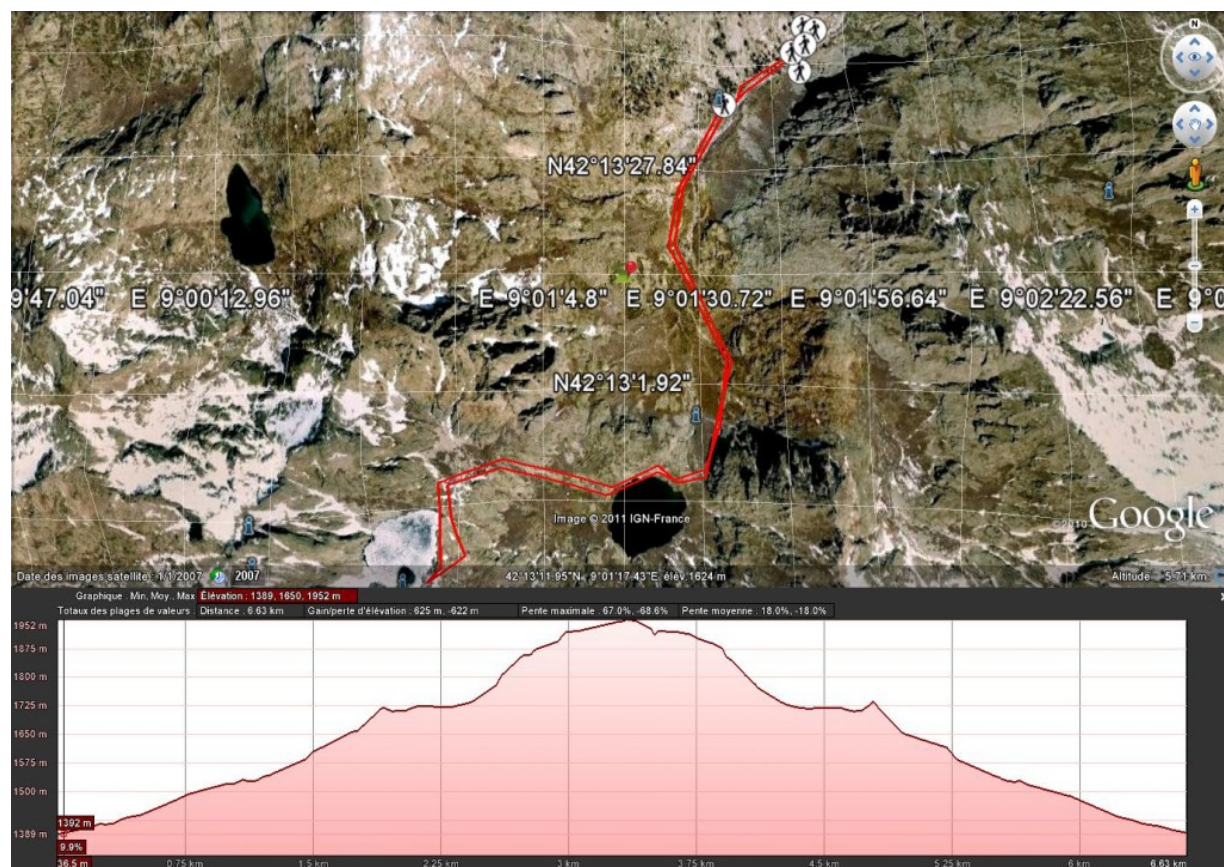 N
N42°13'27.84"
9'47.04" E 9°00'12.96" E 9°01'4.8" E 9°01'30.72" E 9°01'56.64" E 9°02'22.56" E 9°0
N42°13'1.92"
Image © 2011 IGN-France
©2010 Google
Date des images satellite: 1/1/2007 2007 42°13'11.95"N 9°01'17.43"E élév. 1624 m Altitude 5.71 km
Graphique : Min, Moy., Max Élévation : 1389, 1650, 1952 m
Totaux des plages de valeurs : Distance : 6.63 km Gain/perte d'élévation : 625 m, -622 m Pente maximale : 67.0%, -68.6% Pente moyenne : 18.0%, -18.0%
1952 m
1875 m
1800 m
1725 m
1650 m
1575 m
1500 m
1392 m
1389 m
9.9%
36.5 m 0.75 km 1.5 km 2.25 km 3 km 3.75 km 4.5 km 5.25 km 6 km 6.63 km